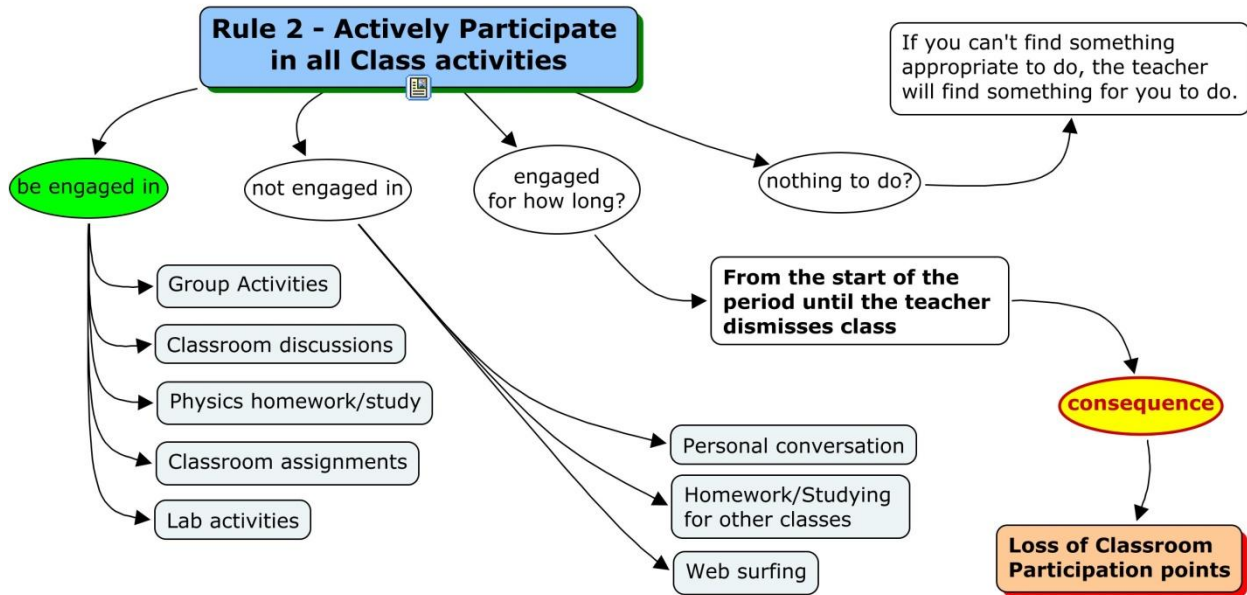 Rule 2 - Actively Participate
in all Class activities
If you can't find something
appropriate to do, the teacher
will find something for you to do.
be engaged in
not engaged in
engaged
for how long?
nothing to do?
Group Activities
Classroom discussions
Physics homework/study
Classroom assignments
Lab activities
Personal conversation
Homework/Studying
for other classes
Web surfing
From the start of the
period until the teacher
dismisses class
consequence
Loss of Classroom
Participation points